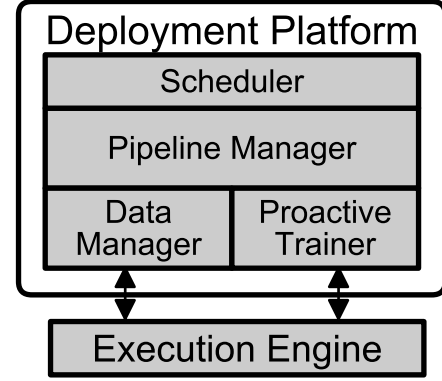 Deployment Platform
Scheduler
Pipeline Manager
Data
Manager
Proactive
Trainer
Execution Engine